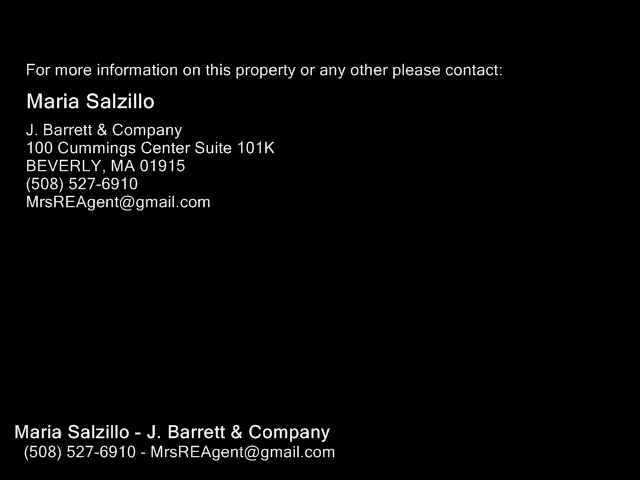 For more information on this property or any other please contact:
Maria Salzillo
J. Barrett & Company
100 Cummings Center Suite 101K
BEVERLY, MA 01915
(508) 527-6910
MrsREAgent@gmail.com
Maria Salzillo - J. Barrett & Company
(508) 527-6910 - MrsREAgent@gmail.com